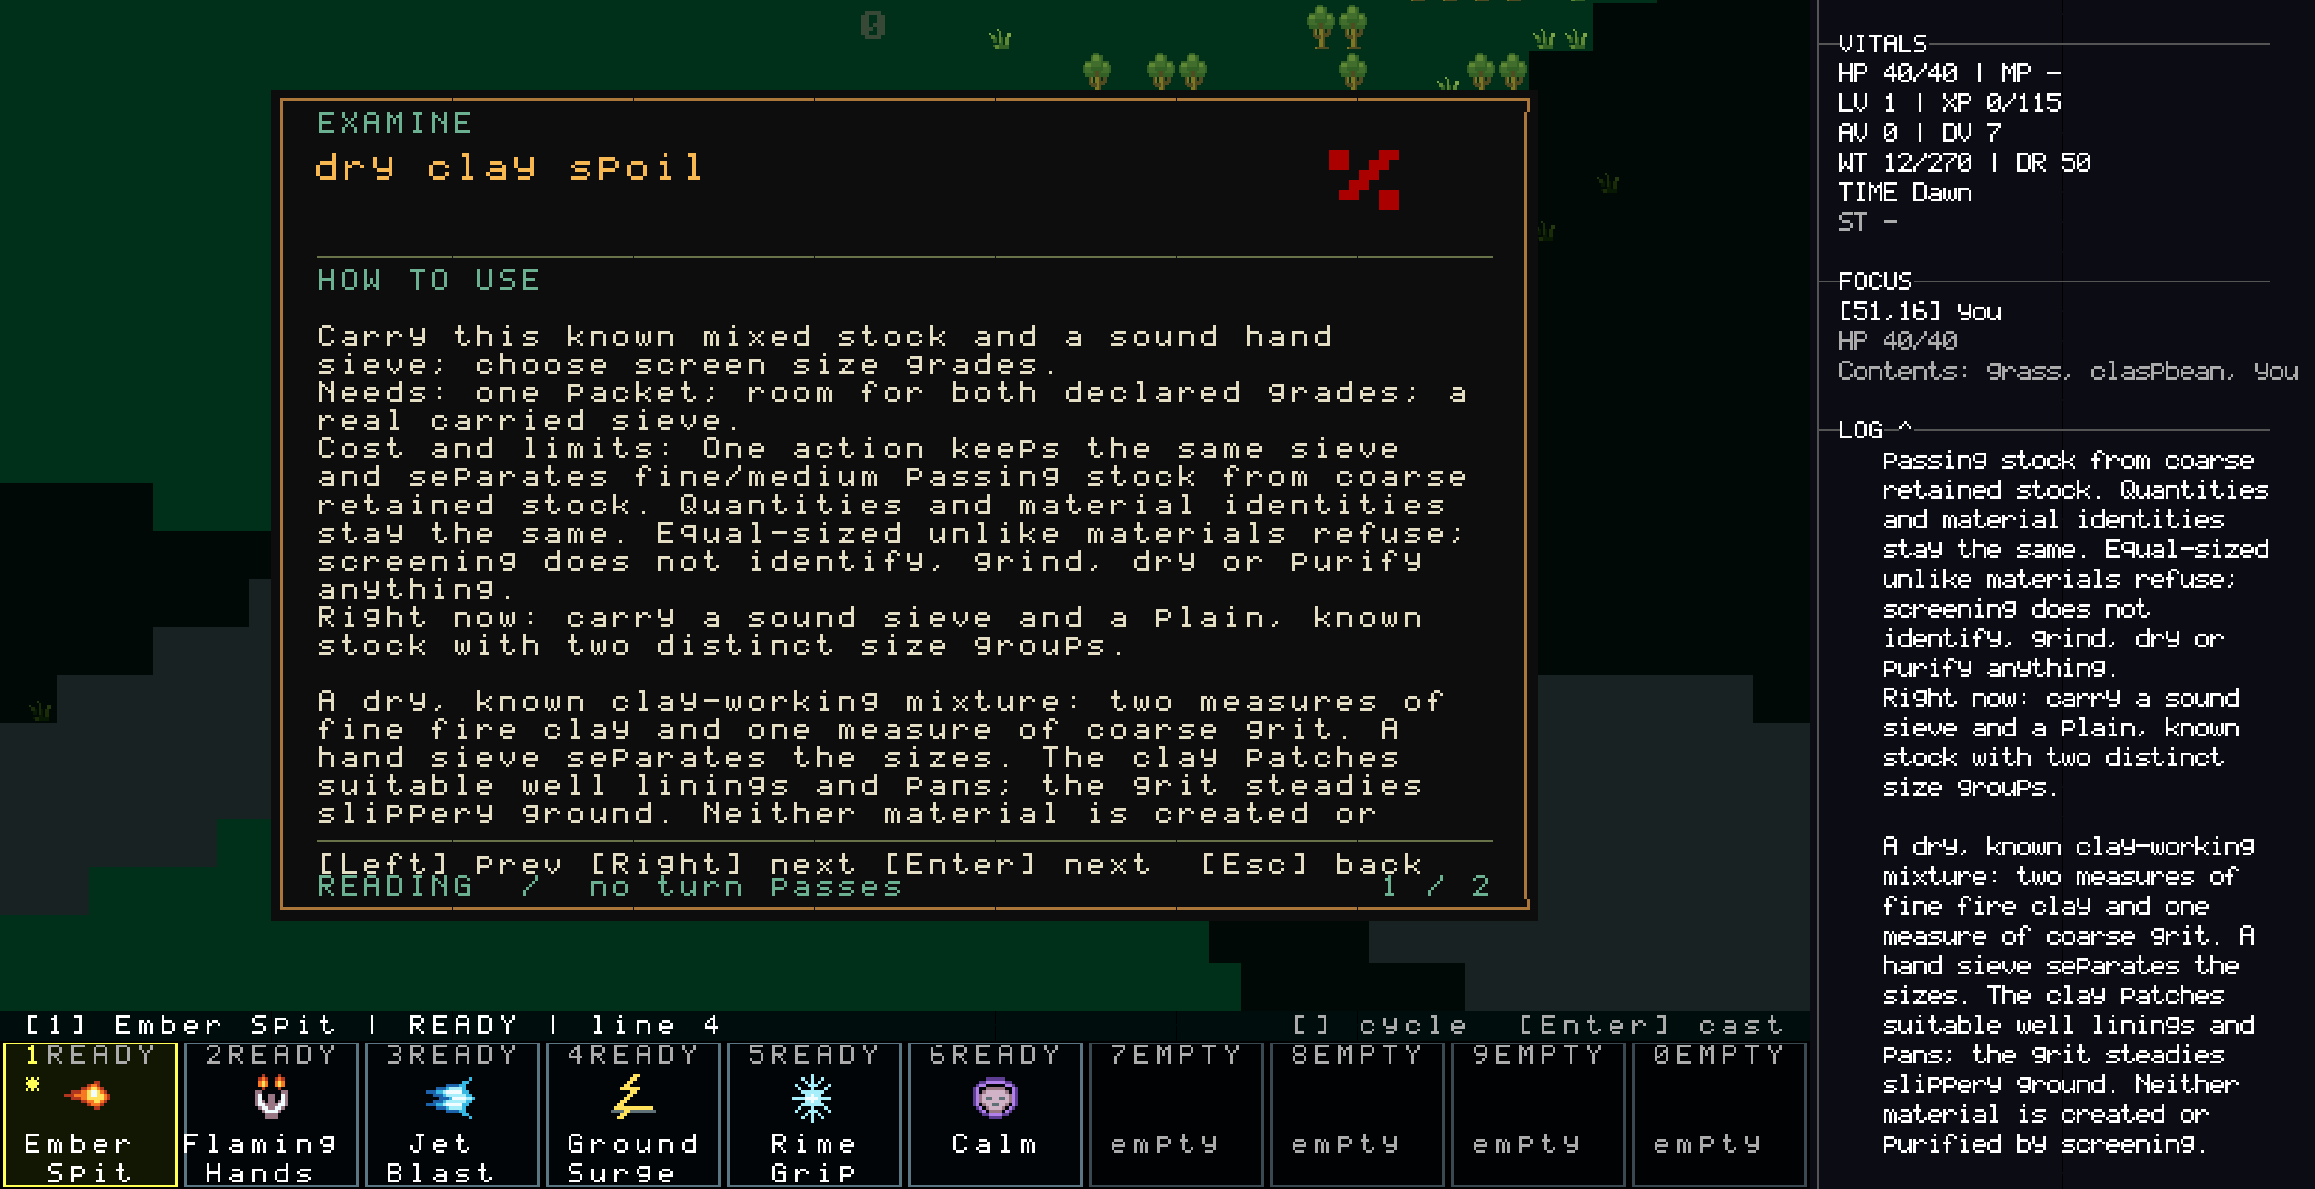 EXAMINE
dry clay spoil
HOW TO USE
Carry this known mixed stock and a sound hand
sieve; choose screen size grades.
Needs: one packet; room for both declared grades; a
real carried sieve.
Cost and limits: One action keeps the same sieve
and separates fine/medium passing stock from coarse
retained stock. Quantities and material identities
stay the same. Equal-sized unlike materials refuse;
screening does not identify, grind, dry or purify
anything.
Right now: carry a sound sieve and a plain, known
stock with two distinct size groups.
A dry, known clay-working mixture: two measures of
fine fire clay and one measure of coarse grit. A
hand sieve separates the sizes. The clay patches
suitable well linings and pans; the grit steadies
slippery ground. Neither material is created or
[Left] prev [Right] next [Enter] next [Esc] back
READING / no turn passes 1 / 2
[1] Ember Spit | READY | line 4 [] cycle [Enter] cast
1READY 2READY 3READY 4READY 5READY 6READY 7EMPTY 8EMPTY 9EMPTY 0EMPTY
Ember Flaming Jet Ground Rime Calm empty empty empty empty
Spit Hands Blast Surge Grip
VITALS
HP 40/40 | MP -
LV 1 | XP 0/115
AV 0 | DV 7
WT 12/270 | DR 50
TIME Dawn
ST -
FOCUS
[51,16] you
HP 40/40
Contents: grass, claspbean, you
LOG ^
passing stock from coarse
retained stock. Quantities
and material identities
stay the same. Equal-sized
unlike materials refuse;
screening does not
identify, grind, dry or
purify anything.
Right now: carry a sound
sieve and a plain, known
stock with two distinct
size groups.
A dry, known clay-working
mixture: two measures of
fine fire clay and one
measure of coarse grit. A
hand sieve separates the
sizes. The clay patches
suitable well linings and
pans; the grit steadies
slippery ground. Neither
material is created or
purified by screening.